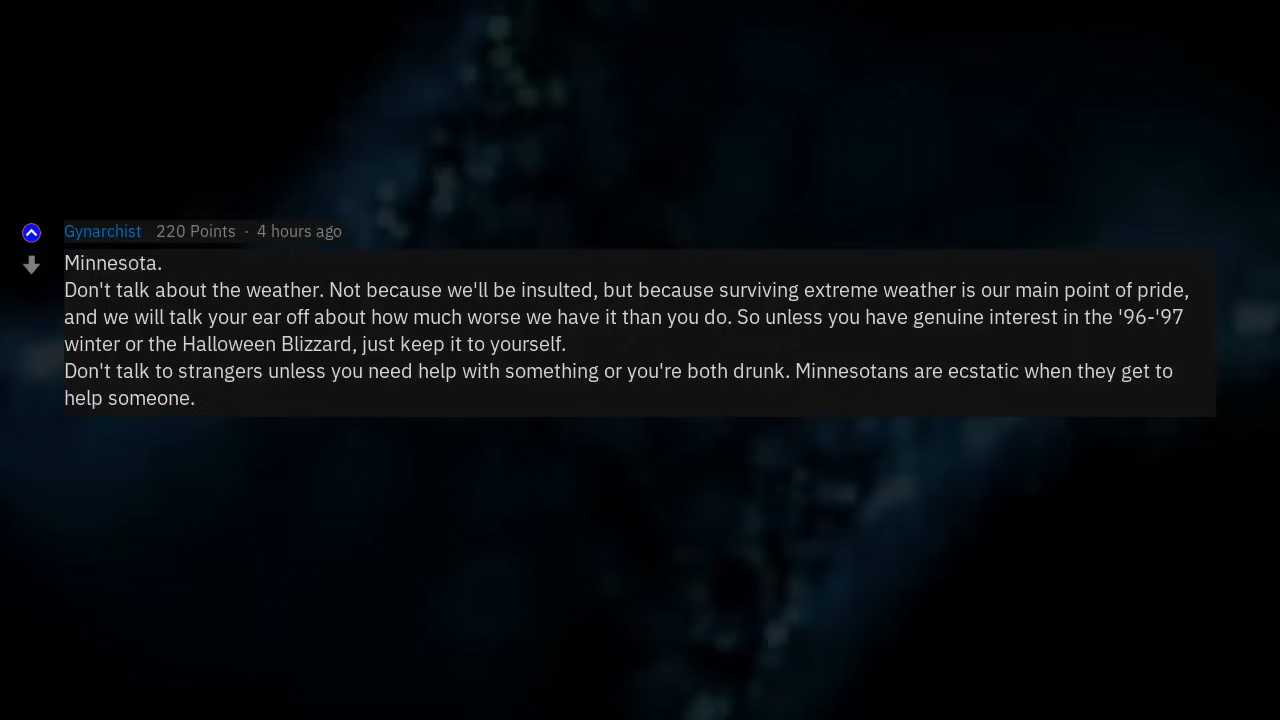 Gynarchist 220 Points · 4 hours ago
Minnesota.
Don't talk about the weather. Not because we'll be insulted, but because surviving extreme weather is our main point of pride,
and we will talk your ear off about how much worse we have it than you do. So unless you have genuine interest in the '96-'97
winter or the Halloween Blizzard, just keep it to yourself.
Don't talk to strangers unless you need help with something or you're both drunk. Minnesotans are ecstatic when they get to
help someone.